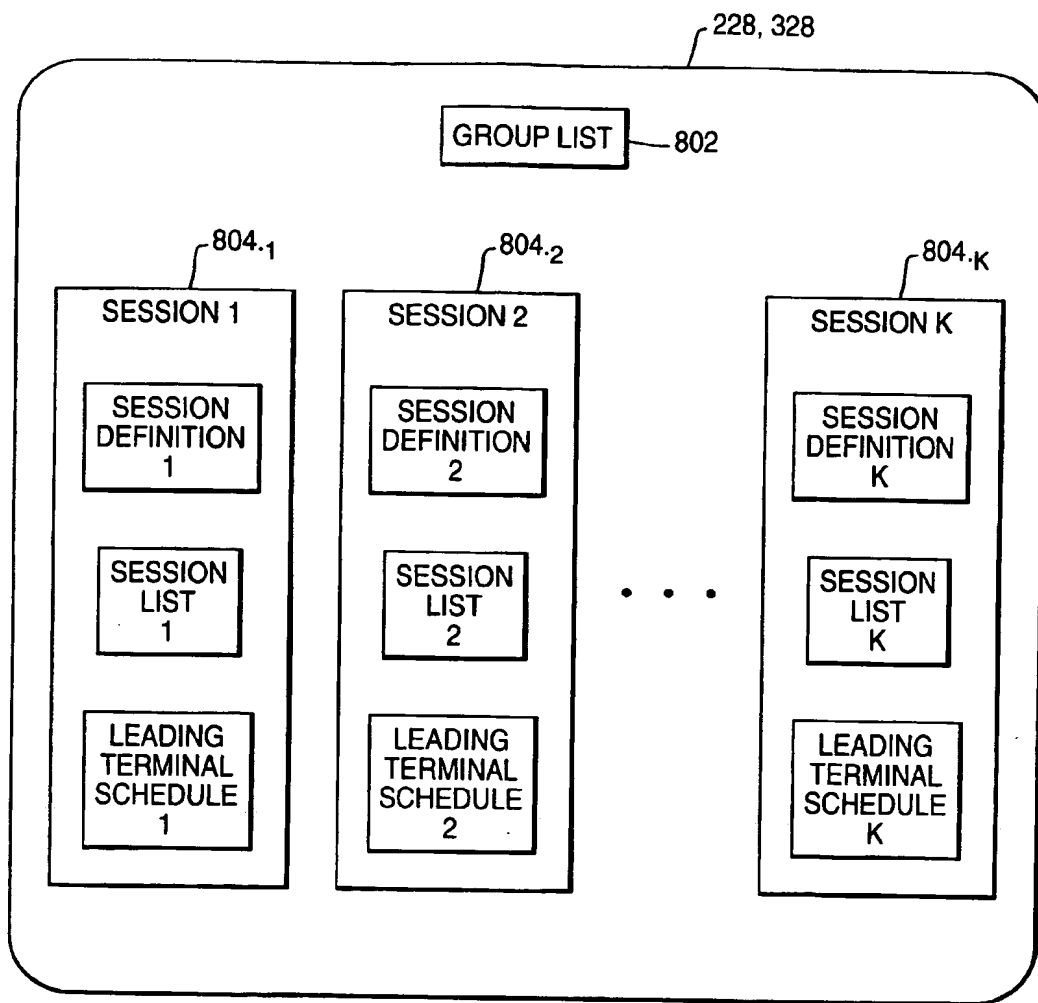 228, 328
GROUP LIST
802
804.1
804.2
804.K
SESSION 1
SESSION 2
SESSION K
SESSION
DEFINITION
1
SESSION
DEFINITION
2
SESSION
DEFINITION
K
SESSION
LIST
1
SESSION
LIST
2
SESSION
LIST
K
LEADING
TERMINAL
SCHEDULE
1
LEADING
TERMINAL
SCHEDULE
2
LEADING
TERMINAL
SCHEDULE
K